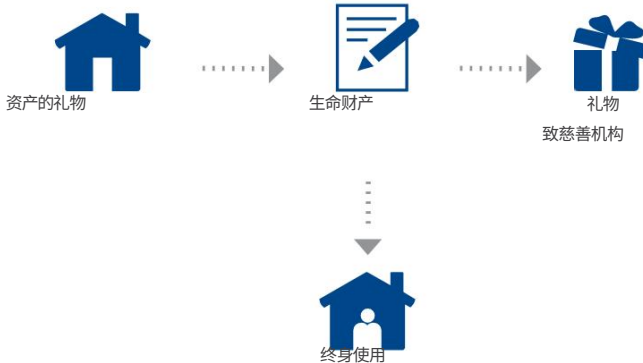 资产的礼物
生命财产
礼物
致慈善机构
终身使用